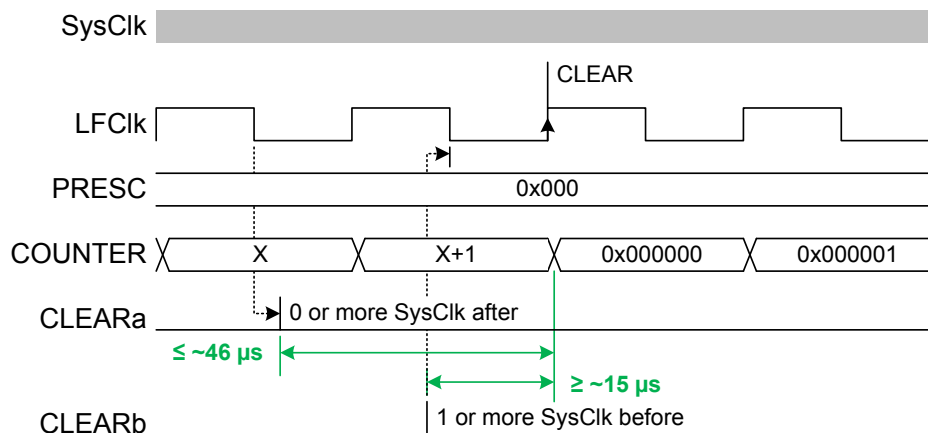 SysClk
CLEAR
LFClk
PRESC
0x000
COUNTER
X
X+1
0x000000
0x000001
CLEARa
0 or more SysClk after
≤ ~46 µs
≥ ~15 µs
CLEARb
1 or more SysClk before